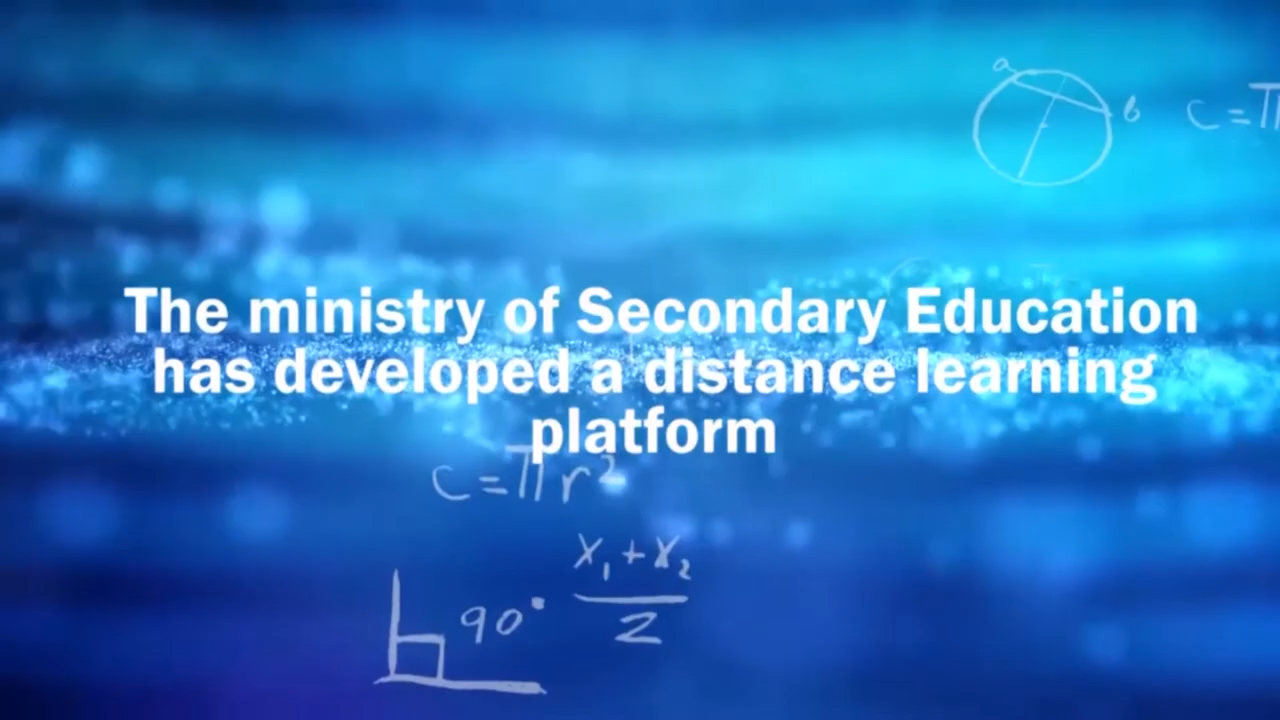 a
b c=π
The ministry of Secondary Education
has developed a distance learning
platform
c=πr²
x₁+x₂
90° 2